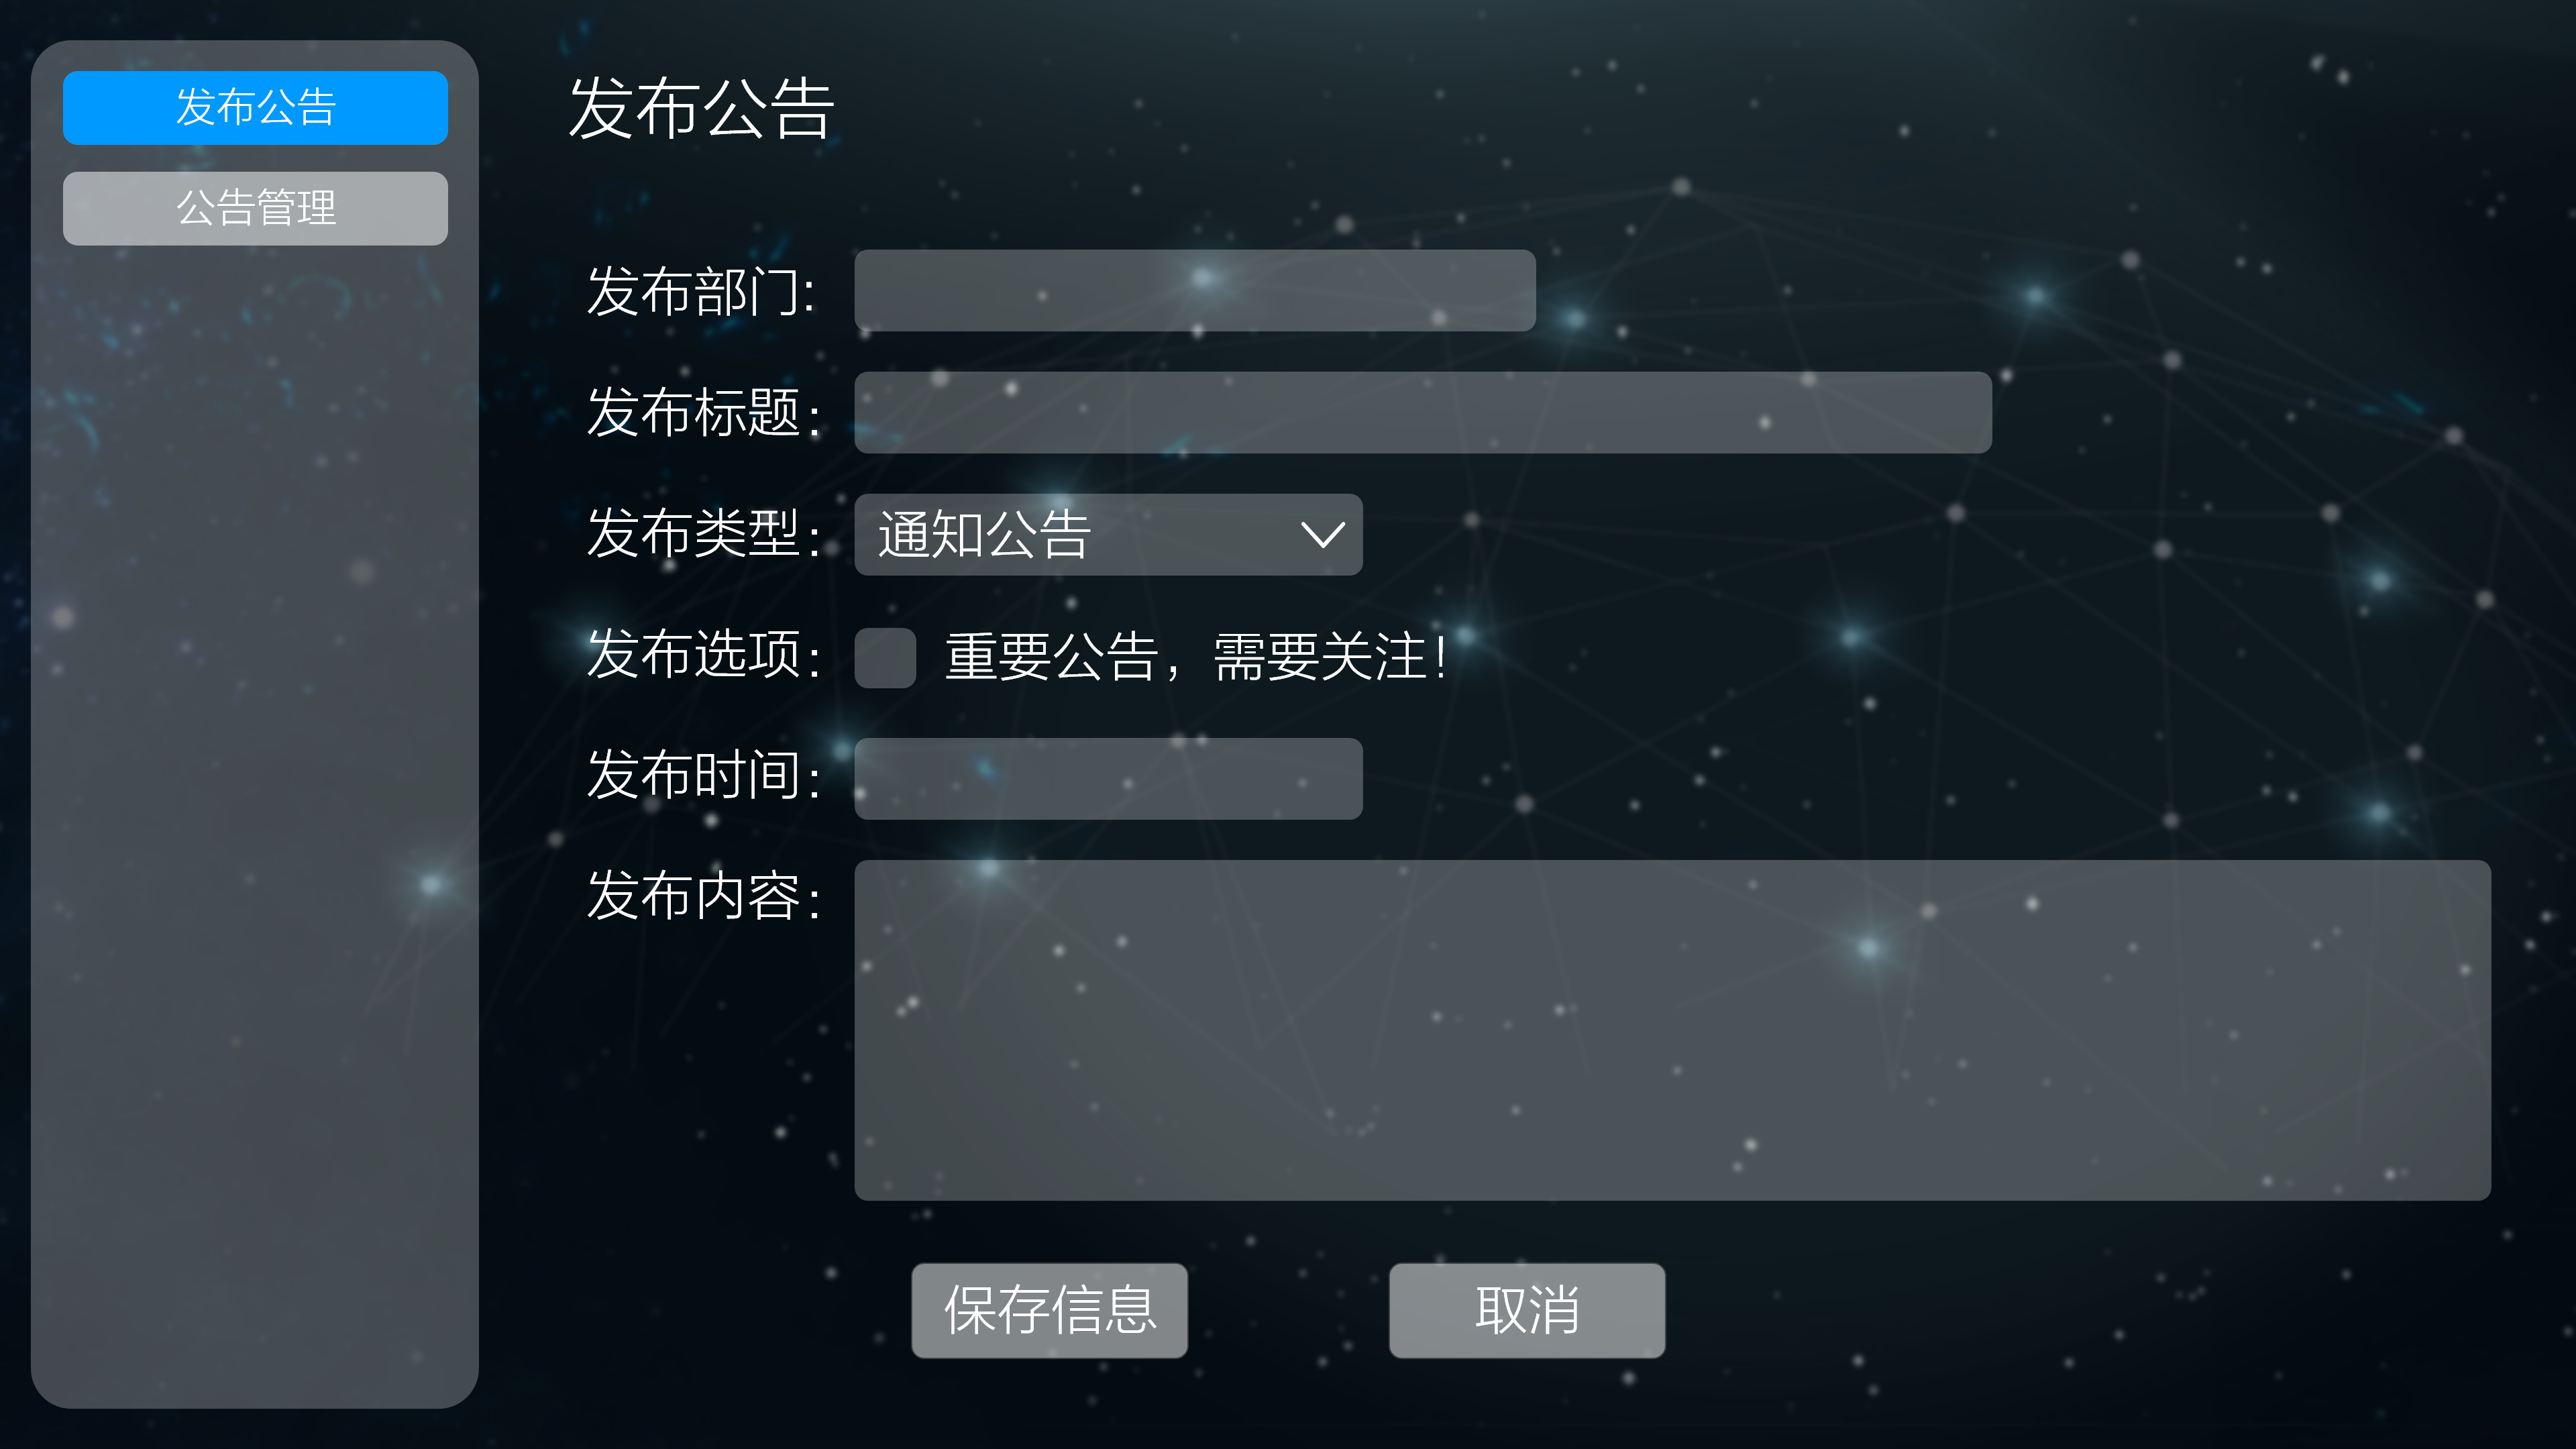 发布公告
公告管理
发布公告
发布部门:
发布标题:
发布类型: 通知公告
发布选项: 重要公告，需要关注！
发布时间:
发布内容:
保存信息 取消